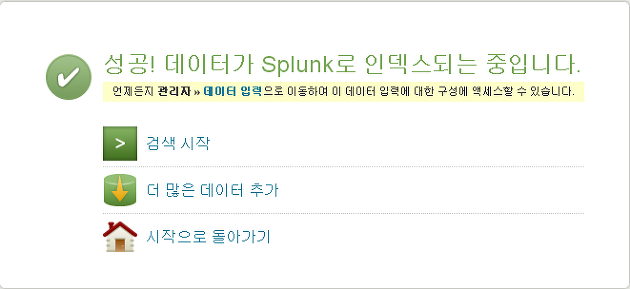 성공! 데이터가 Splunk로 인덱스되는 중입니다.
언제든지 관리자 » 데이터 입력으로 이동하여 이 데이터 입력에 대한 구성에 액세스할 수 있습니다.
검색 시작
더 많은 데이터 추가
시작으로 돌아가기